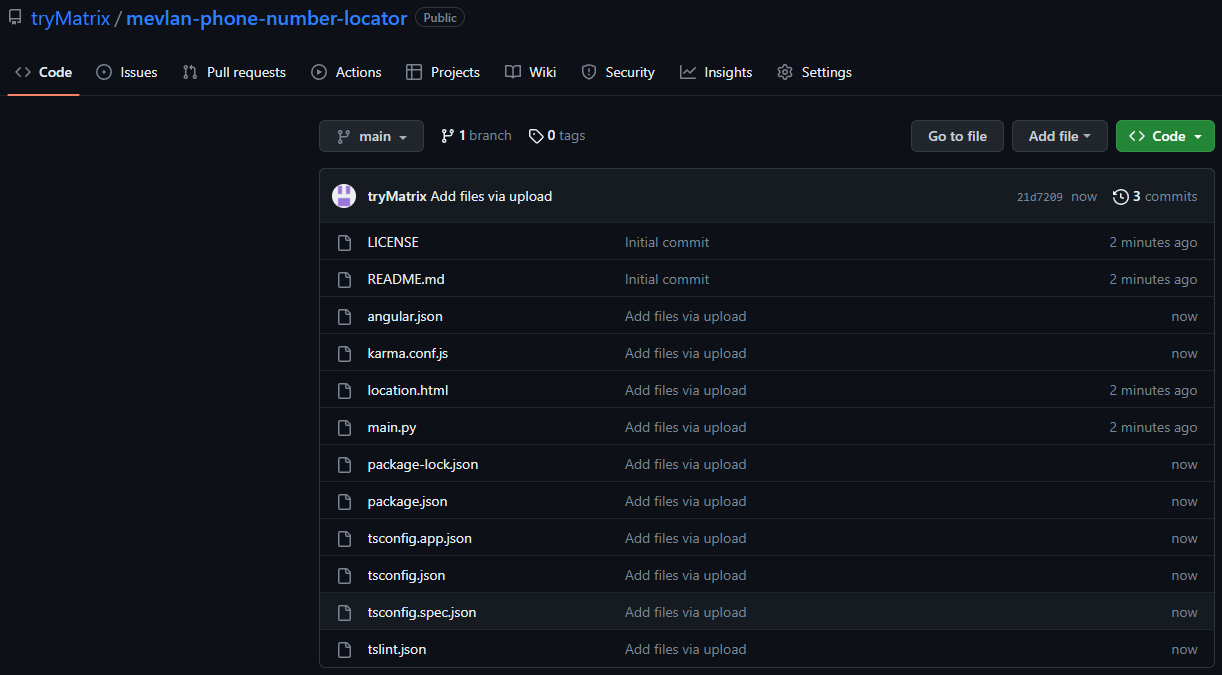 tryMatrix / mevlan-phone-number-locator Public
Code Issues Pull requests Actions Projects Wiki Security Insights Settings
main 1 branch 0 tags Go to file Add file Code
tryMatrix Add files via upload 21d7209 now 3 commits
LICENSE Initial commit 2 minutes ago
README.md Initial commit 2 minutes ago
angular.json Add files via upload now
karma.conf.js Add files via upload now
location.html Add files via upload 2 minutes ago
main.py Add files via upload 2 minutes ago
package-lock.json Add files via upload now
package.json Add files via upload now
tsconfig.app.json Add files via upload now
tsconfig.json Add files via upload now
tsconfig.spec.json Add files via upload now
tslint.json Add files via upload now